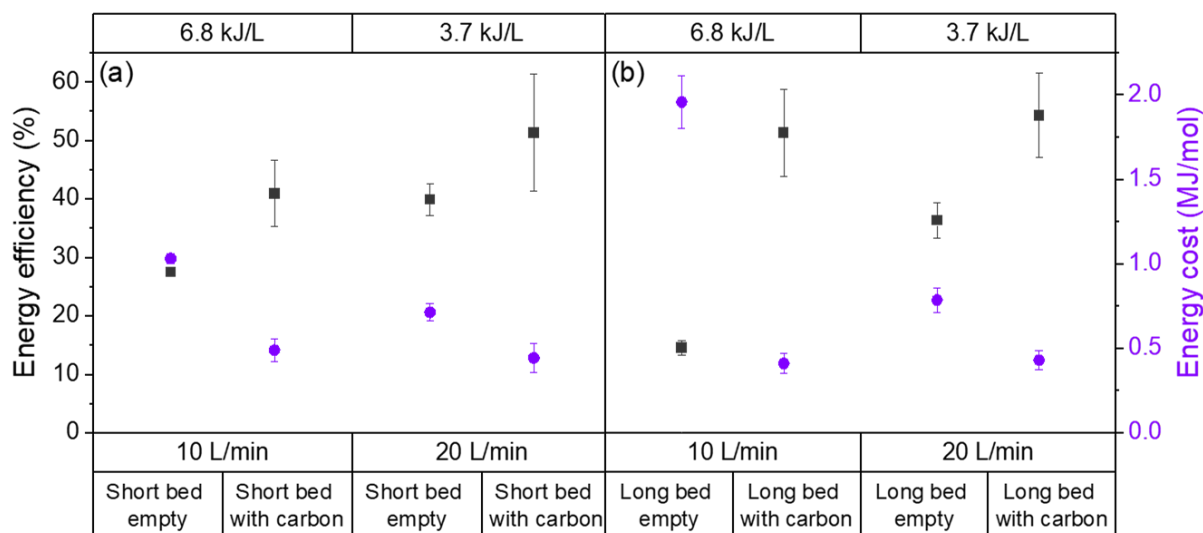 6.8 kJ/L 3.7 kJ/L 6.8 kJ/L 3.7 kJ/L
(a) (b)
Energy efficiency (%)
60
50
40
30
20
10
0
2.0
1.5
1.0
0.5
0.0
Energy cost (MJ/mol)
10 L/min 20 L/min 10 L/min 20 L/min
Short bed empty
Short bed with carbon
Short bed empty
Short bed with carbon
Long bed empty
Long bed with carbon
Long bed empty
Long bed with carbon